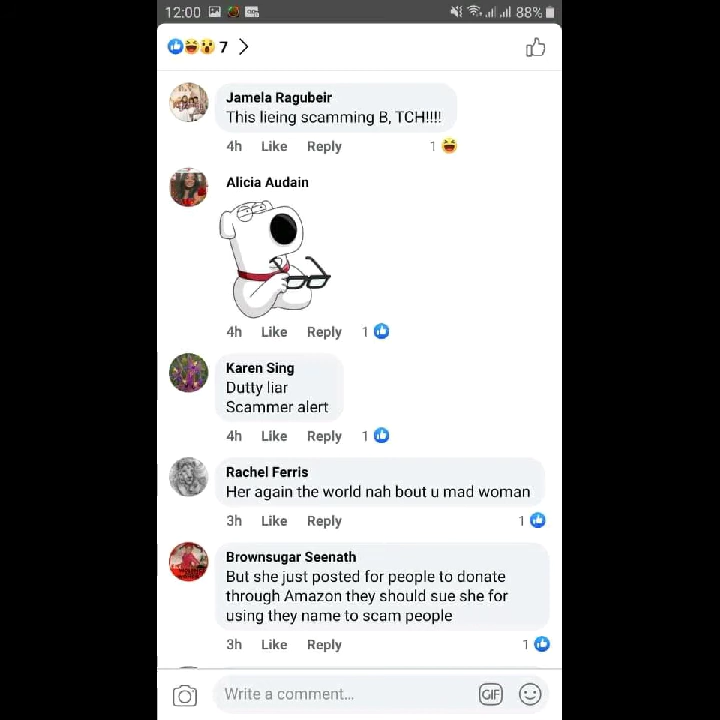 12:00 88%
7
Jamela Ragubeir
This lieing scamming B, TCH!!!!
4h Like Reply 1
Alicia Audain
4h Like Reply 1
Karen Sing
Dutty liar
Scammer alert
4h Like Reply 1
Rachel Ferris
Her again the world nah bout u mad woman
3h Like Reply 1
Brownsugar Seenath
But she just posted for people to donate
through Amazon they should sue she for
using they name to scam people
3h Like Reply 1
Write a comment... GIF